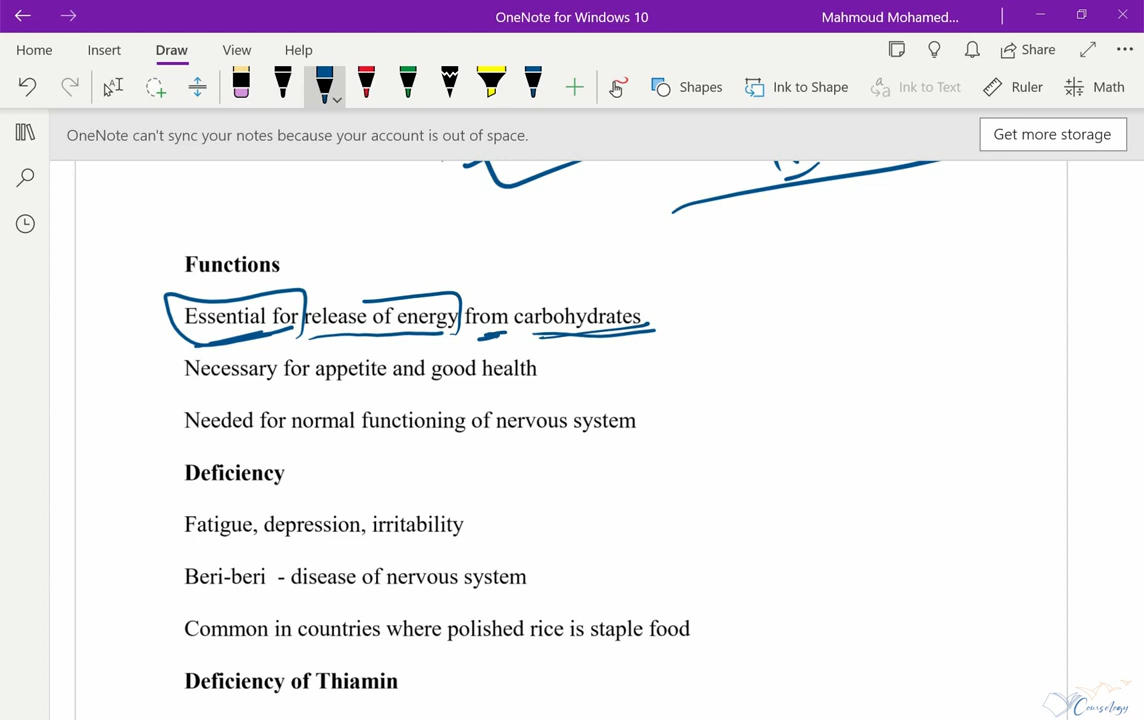 OneNote for Windows 10
Mahmoud Mohamed...
Home Insert Draw View Help
Share
Shapes Ink to Shape Ink to Text Ruler Math
OneNote can't sync your notes because your account is out of space.
Get more storage
Functions
Essential for release of energy from carbohydrates
Necessary for appetite and good health
Needed for normal functioning of nervous system
Deficiency
Fatigue, depression, irritability
Beri-beri - disease of nervous system
Common in countries where polished rice is staple food
Deficiency of Thiamin
Courselogy